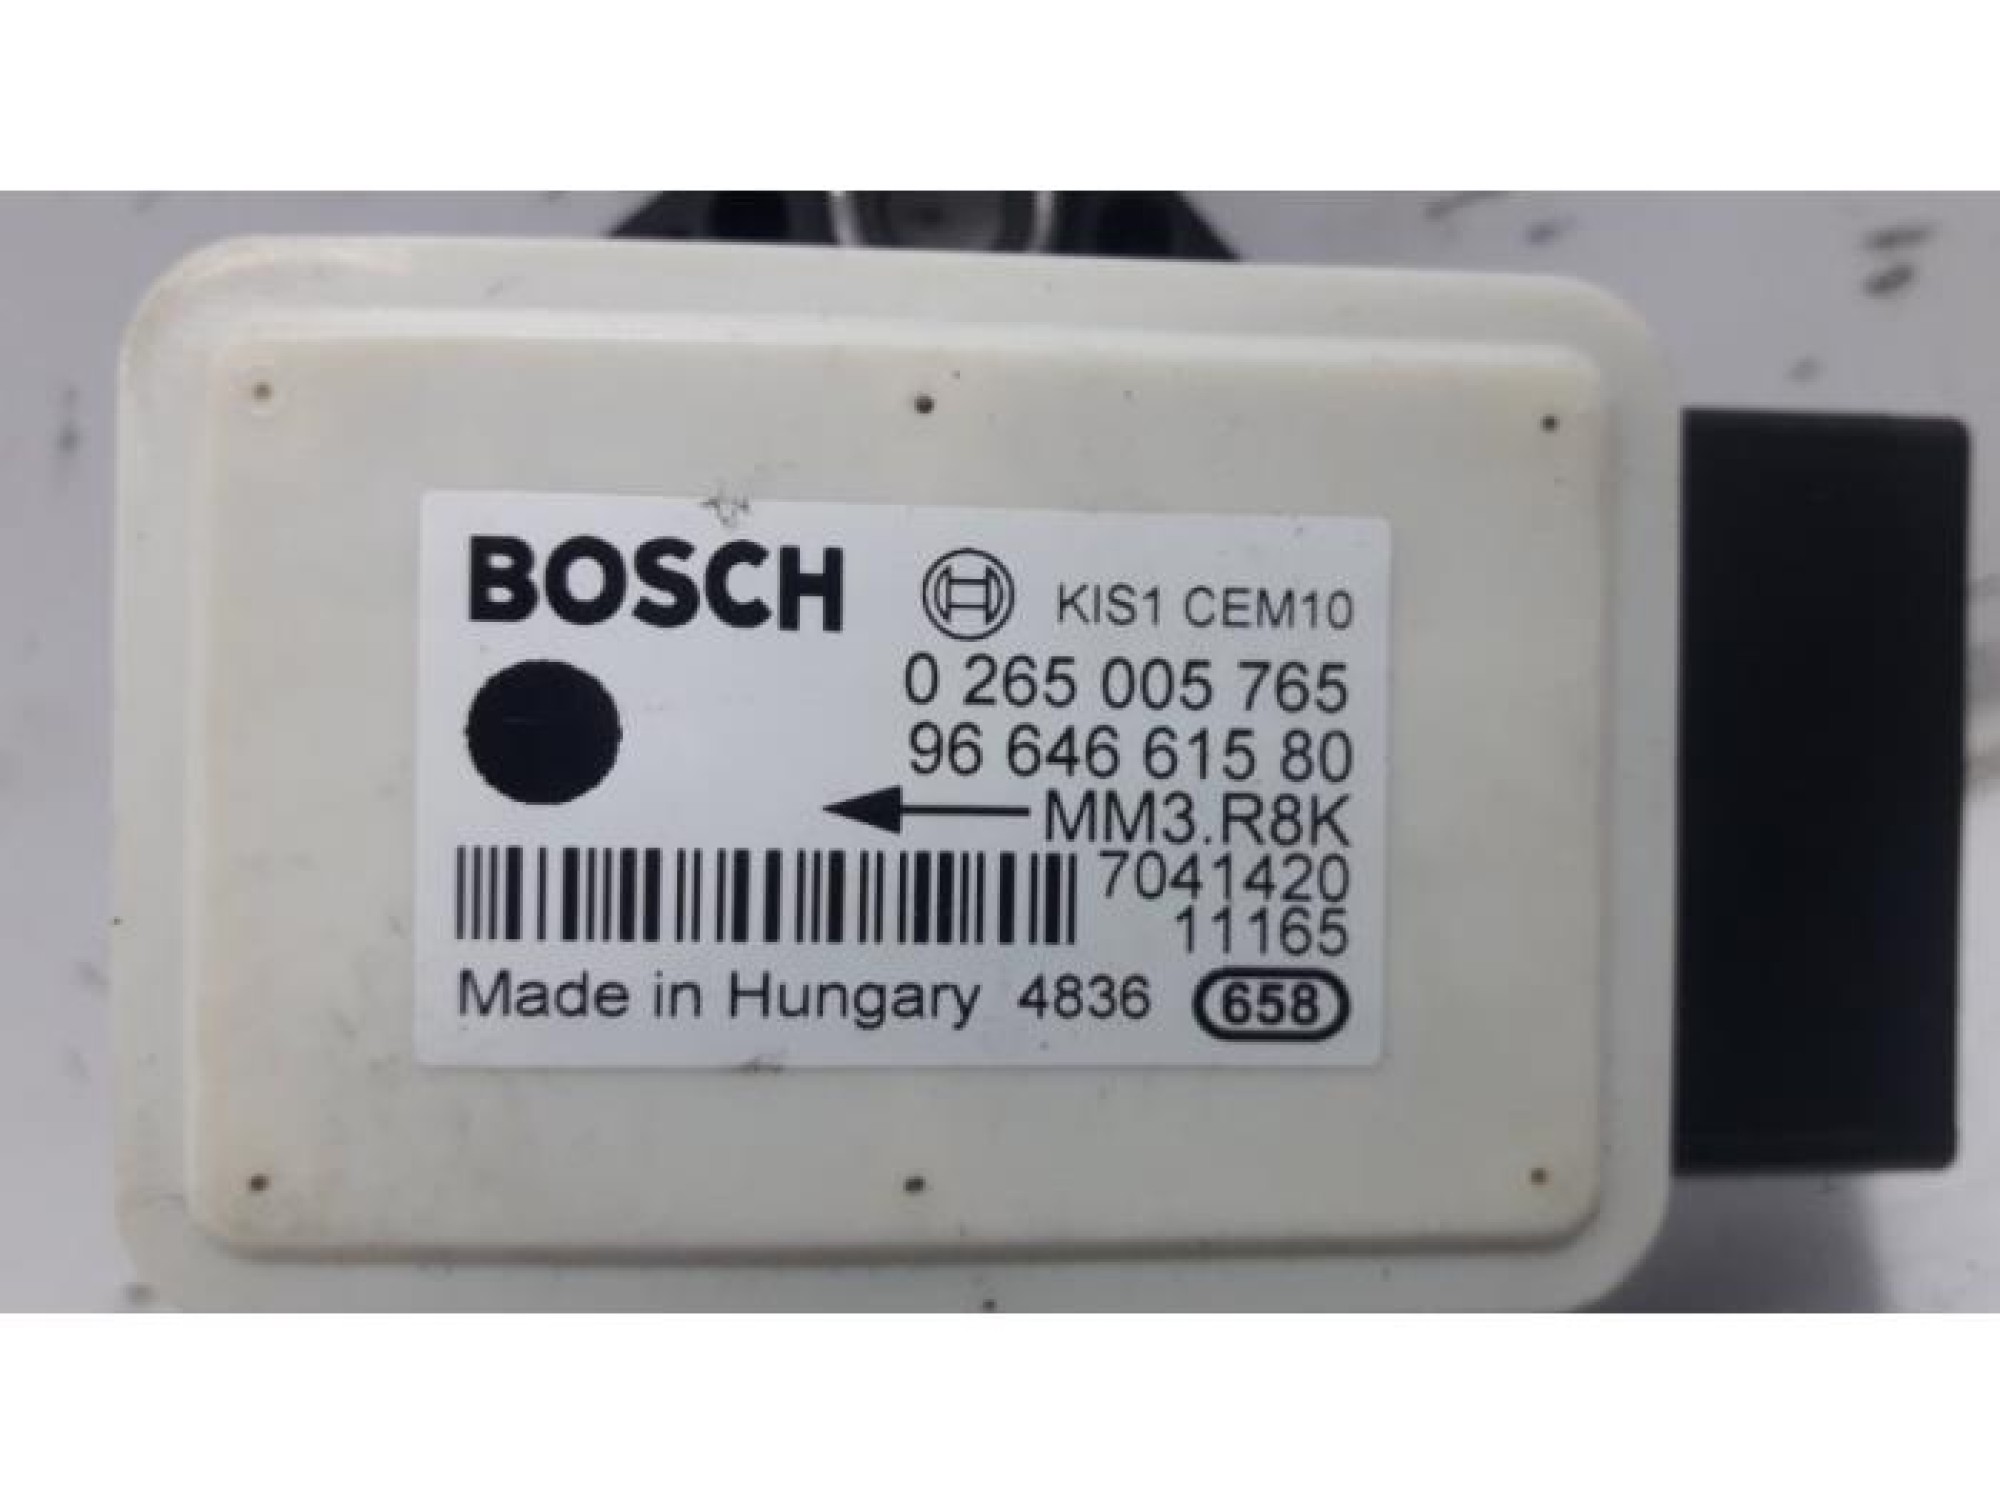 BOSCH KIS1 CEM10
0 265 005 765
96 646 615 80
MM3.R8K
7041420
11165
Made in Hungary 4836 658